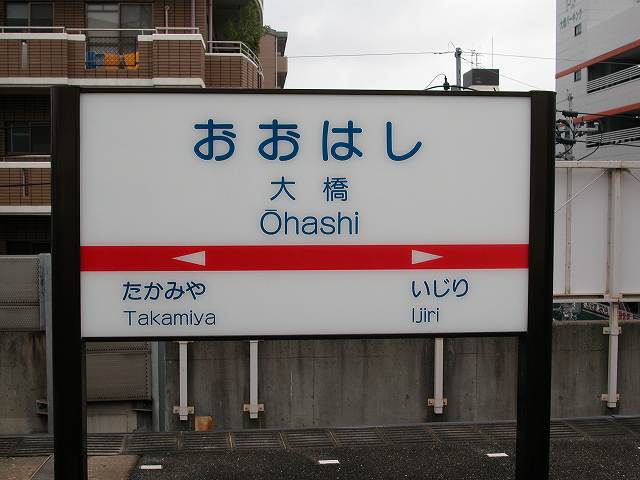 おおはし
大橋
Ōhashi
たかみや いじり
Takamiya Ijiri